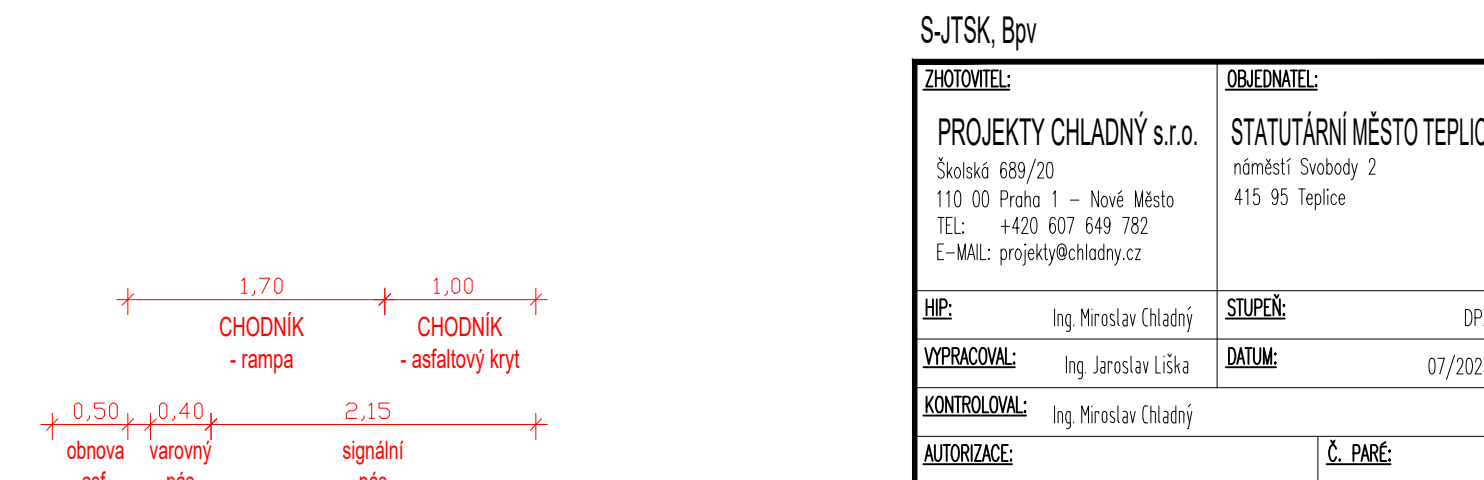 S-JTSK, Bpv
ZHOTOVITEL:
PROJEKTY CHLADNÝ s.r.o.
Školská 689/20
110 00 Praha 1 – Nové Město
TEL: +420 607 649 782
E–MAIL: projekty@chladny.cz
OBJEDNATEL:
STATUTÁRNÍ MĚSTO
náměstí Svobody 2
415 95 Teplice
HIP: Ing. Miroslav Chladný
STUPEŇ:
VYPRACOVAL: Ing. Jaroslav Liška
DATUM:
KONTROLOVAL: Ing. Miroslav Chladný
AUTORIZACE:
Č. PARÉ:
1,70 1,00
CHODNÍK CHODNÍK
- rampa - asfaltový kryt
0,50 0,40 2,15
obnova varovný signální